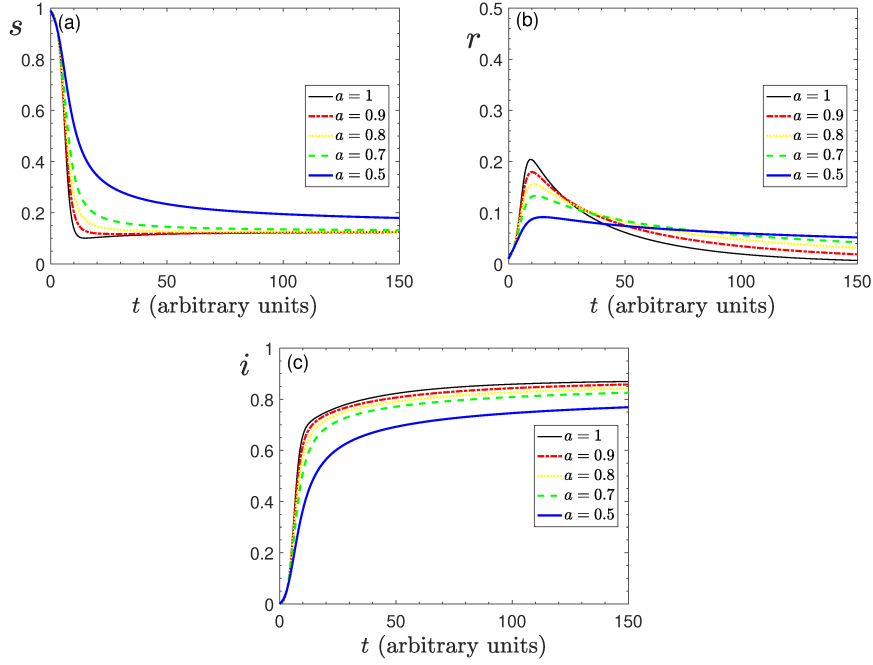 s
(a)
1
0.8
0.6
0.4
0.2
0
0
50
100
150
t (arbitrary units)
a = 1
a = 0.9
a = 0.8
a = 0.7
a = 0.5
r
(b)
0.5
0.4
0.3
0.2
0.1
0
0
50
100
150
t (arbitrary units)
a = 1
a = 0.9
a = 0.8
a = 0.7
a = 0.5
i
(c)
1
0.8
0.6
0.4
0.2
0
0
50
100
150
t (arbitrary units)
a = 1
a = 0.9
a = 0.8
a = 0.7
a = 0.5